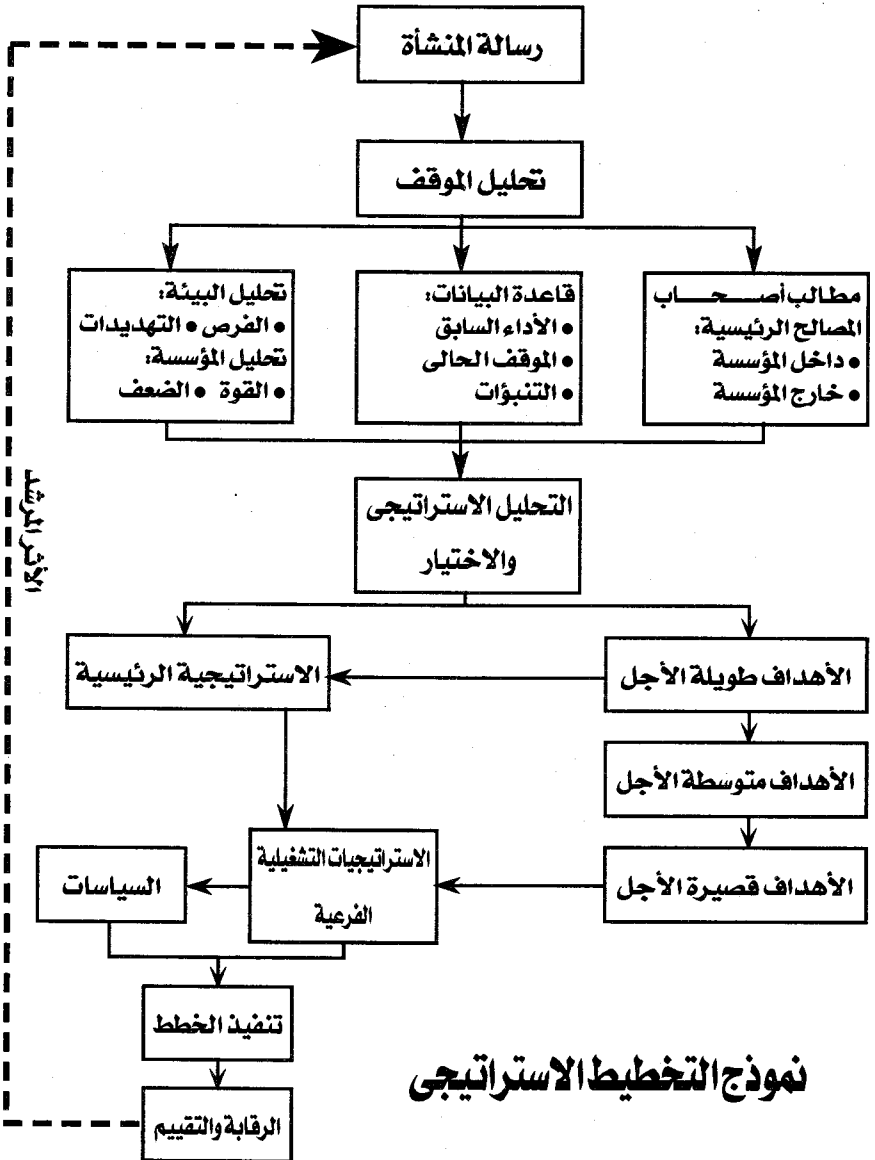 رسالة المنشأة
تحليل الموقف
مطالب أصحاب
المصالح الرئيسية:
• داخل المؤسسة
• خارج المؤسسة
قاعدة البيانات:
• الأداء السابق
• الموقف الحالى
• التنبؤات
تحليل البيئة:
• الفرص • التهديدات
تحليل المؤسسة:
• القوة • الضعف
التحليل الاستراتيجى
والاختيار
الأهداف طويلة الأجل
الاستراتيجية الرئيسية
الأهداف متوسطة الأجل
الأهداف قصيرة الأجل
الاستراتيجيات التشغيلية
الفرعية
السياسات
تنفيذ الخطط
الرقابة والتقييم
الأثر المرشد
نموذج التخطيط الاستراتيجى